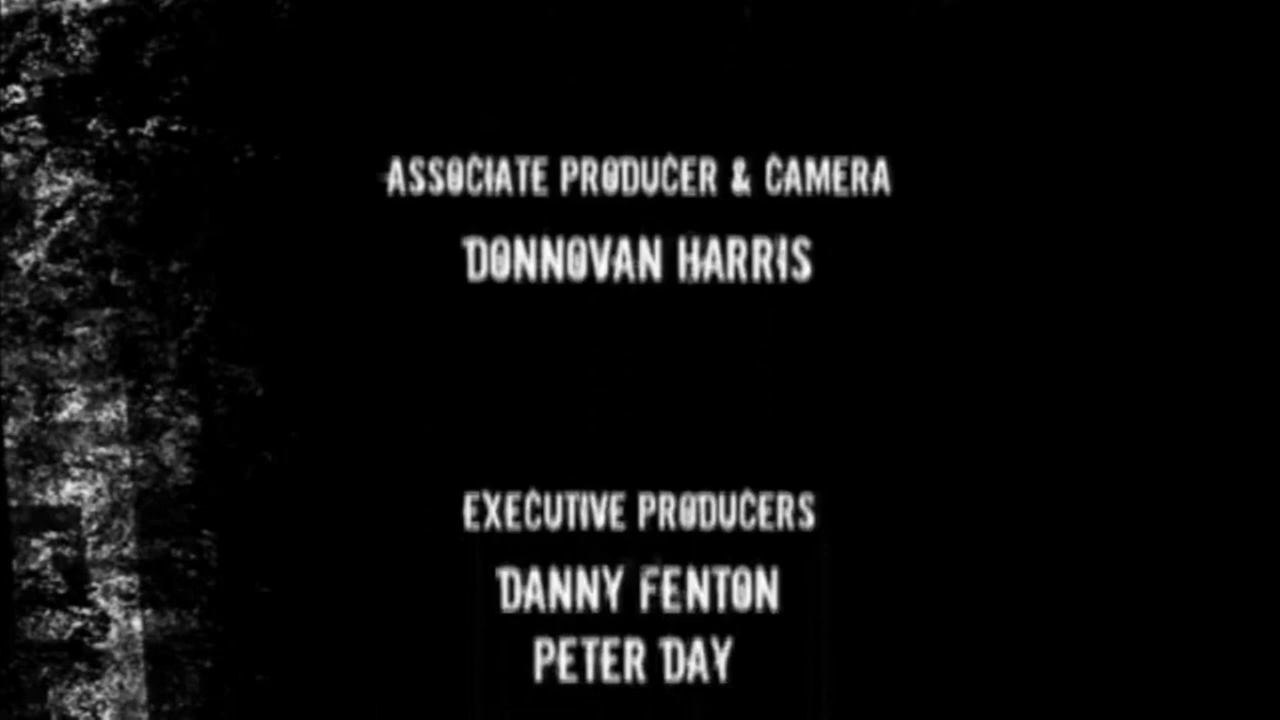 ASSOCIATE PRODUCER & CAMERA
DONNOVAN HARRIS
EXECUTIVE PRODUCERS
DANNY FENTON
PETER DAY